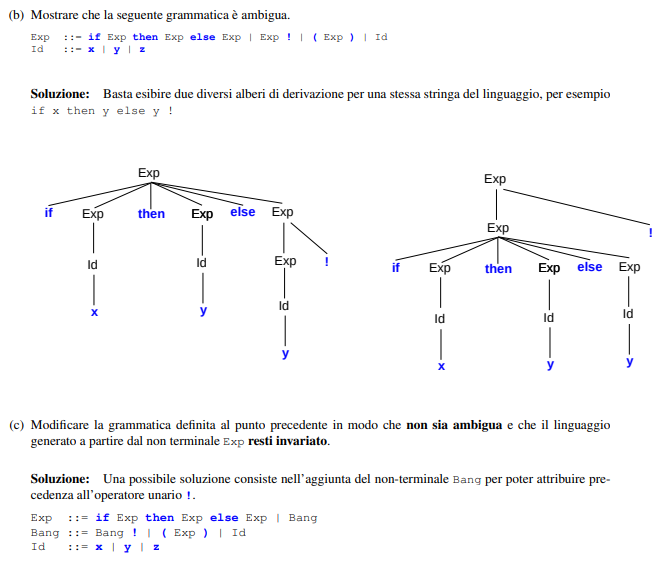 (b) Mostrare che la seguente grammatica è ambigua.
Exp ::- if Exp then Exp else Exp | Exp ! | ( Exp ) | Id
Id ::- x | y | z
Soluzione: Basta esibire due diversi alberi di derivazione per una stessa stringa del linguaggio, per esempio
if x then y else y !
Exp
if Exp then Exp else Exp
Id Id Exp !
x y Id
y
Exp
Exp !
if Exp then Exp else Exp
Id Id Id
x y y
(c) Modificare la grammatica definita al punto precedente in modo che non sia ambigua e che il linguaggio
generato a partire dal non terminale Exp resti invariato.
Soluzione: Una possibile soluzione consiste nell'aggiunta del non-terminale Bang per poter attribuire pre-
cedenza all'operatore unario !.
Exp ::= if Exp then Exp else Exp | Bang
Bang ::= Bang ! | ( Exp ) | Id
Id ::= x | y | z